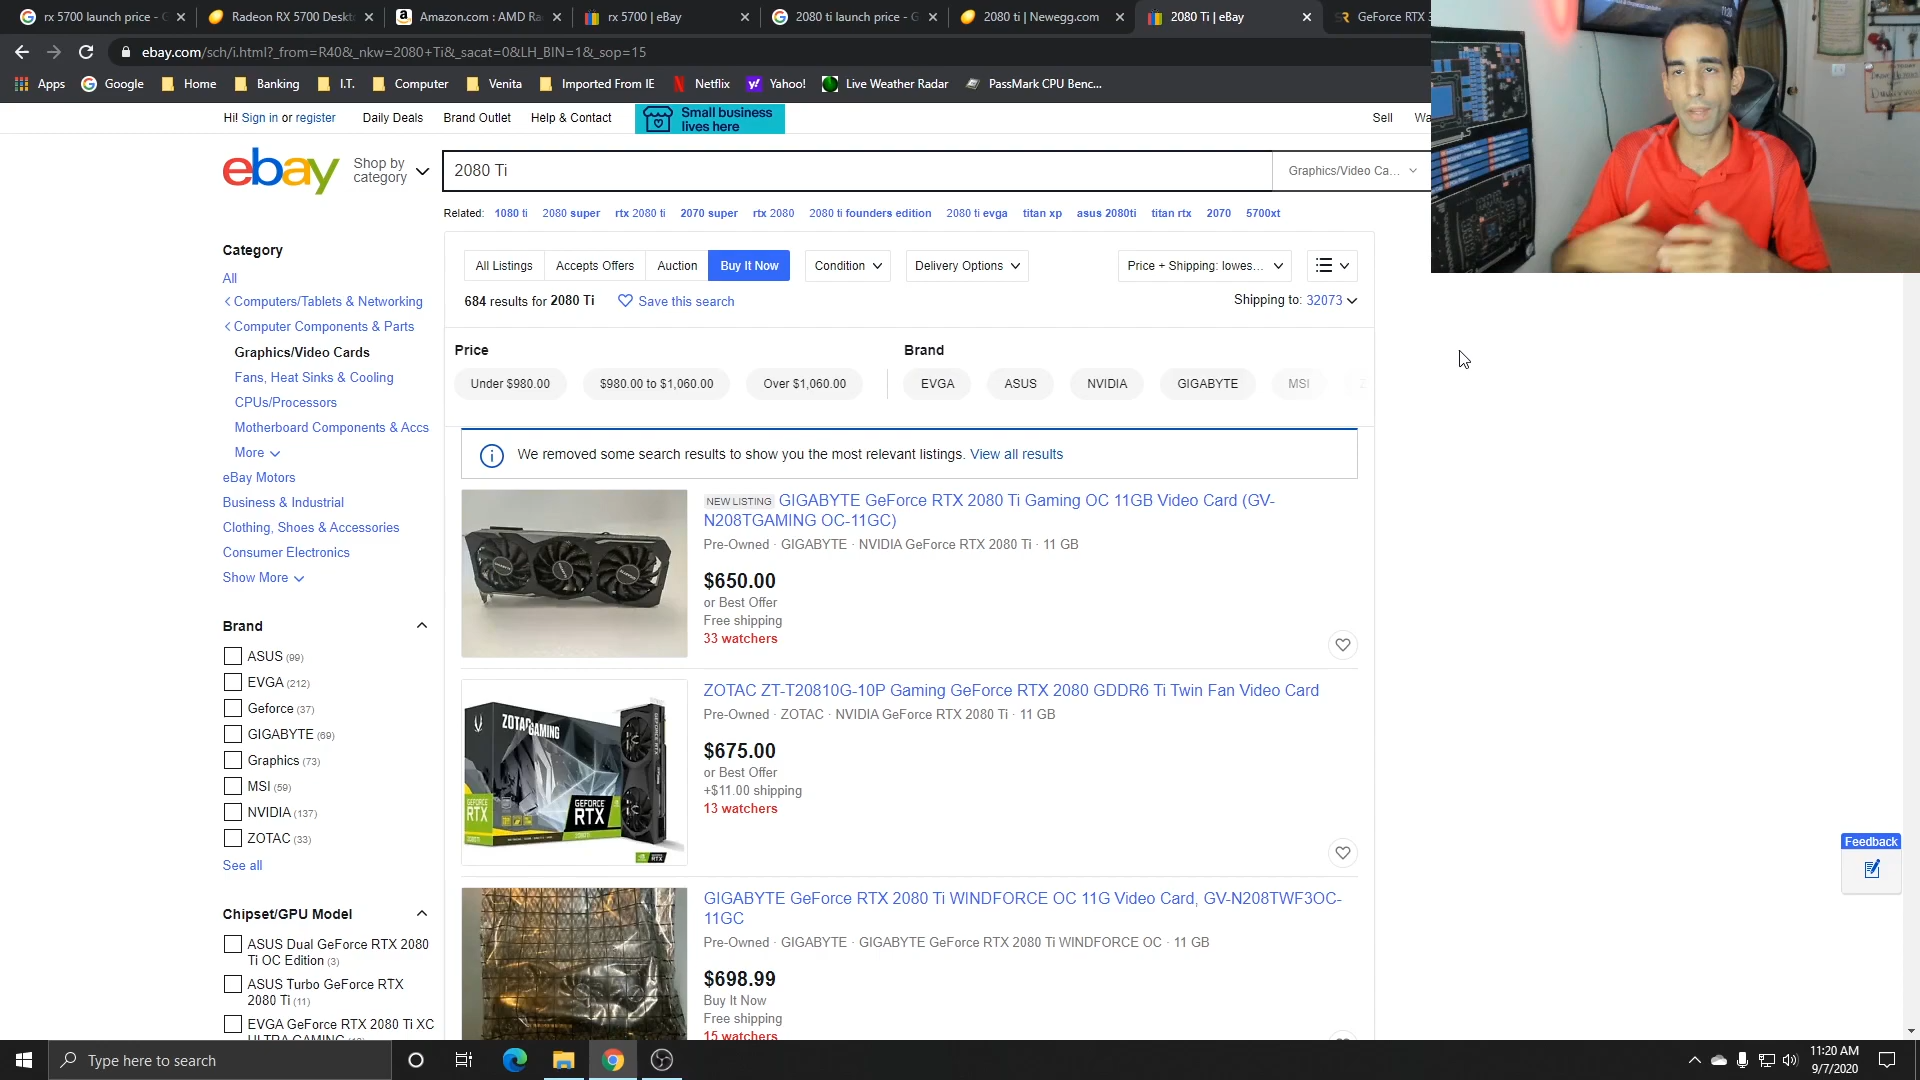 rx 5700 launch price - G
Radeon RX 5700 Deskt
Amazon.com : AMD Ra
rx 5700 | eBay
2080 ti launch price - G
2080 ti | Newegg.com
2080 Ti | eBay
GeForce RTX 3
ebay.com/sch/i.html?_from=R40&_nkw=2080+Ti&_sacat=0&LH_BIN=1&_sop=15
Apps Google Home Banking I.T. Computer Venita Imported From IE Netflix Yahoo! Live Weather Radar PassMark CPU Benc...
Hi! Sign in or register Daily Deals Brand Outlet Help & Contact
Small business
lives here
Sell Wa
ebay
Shop by
category
2080 Ti
Graphics/Video Ca...
Related: 1080 ti 2080 super rtx 2080 ti 2070 super rtx 2080 2080 ti founders edition 2080 ti evga titan xp asus 2080ti titan rtx 2070 5700xt
Category
All
Computers/Tablets & Networking
Computer Components & Parts
Graphics/Video Cards
Fans, Heat Sinks & Cooling
CPUs/Processors
Motherboard Components & Accs
More
eBay Motors
Business & Industrial
Clothing, Shoes & Accessories
Consumer Electronics
Show More
Brand
ASUS (99)
EVGA (212)
Geforce (37)
GIGABYTE (69)
Graphics (73)
MSI (59)
NVIDIA (137)
ZOTAC (33)
See all
Chipset/GPU Model
ASUS Dual GeForce RTX 2080
Ti OC Edition (3)
ASUS Turbo GeForce RTX
2080 Ti (11)
EVGA GeForce RTX 2080 Ti XC
ULTRA GAMING
All Listings Accepts Offers Auction Buy It Now Condition Delivery Options Price + Shipping: lowes...
684 results for 2080 Ti Save this search Shipping to: 32073
Price
Under $980.00 $980.00 to $1,060.00 Over $1,060.00
Brand
EVGA ASUS NVIDIA GIGABYTE MSI
We removed some search results to show you the most relevant listings. View all results
NEW LISTING GIGABYTE GeForce RTX 2080 Ti Gaming OC 11GB Video Card (GV-
N208TGAMING OC-11GC)
Pre-Owned · GIGABYTE · NVIDIA GeForce RTX 2080 Ti · 11 GB
$650.00
or Best Offer
Free shipping
33 watchers
ZOTAC ZT-T20810G-10P Gaming GeForce RTX 2080 GDDR6 Ti Twin Fan Video Card
Pre-Owned · ZOTAC · NVIDIA GeForce RTX 2080 Ti · 11 GB
$675.00
or Best Offer
+$11.00 shipping
13 watchers
ZOTAC GAMING
GEFORCE
RTX
GEFORCE
RTX
RTX
GIGABYTE GeForce RTX 2080 Ti WINDFORCE OC 11G Video Card, GV-N208TWF3OC-
11GC
Pre-Owned · GIGABYTE · GIGABYTE GeForce RTX 2080 Ti WINDFORCE OC · 11 GB
$698.99
Buy It Now
Free shipping
15 watchers
Feedback
Type here to search
11:20 AM
9/7/2020